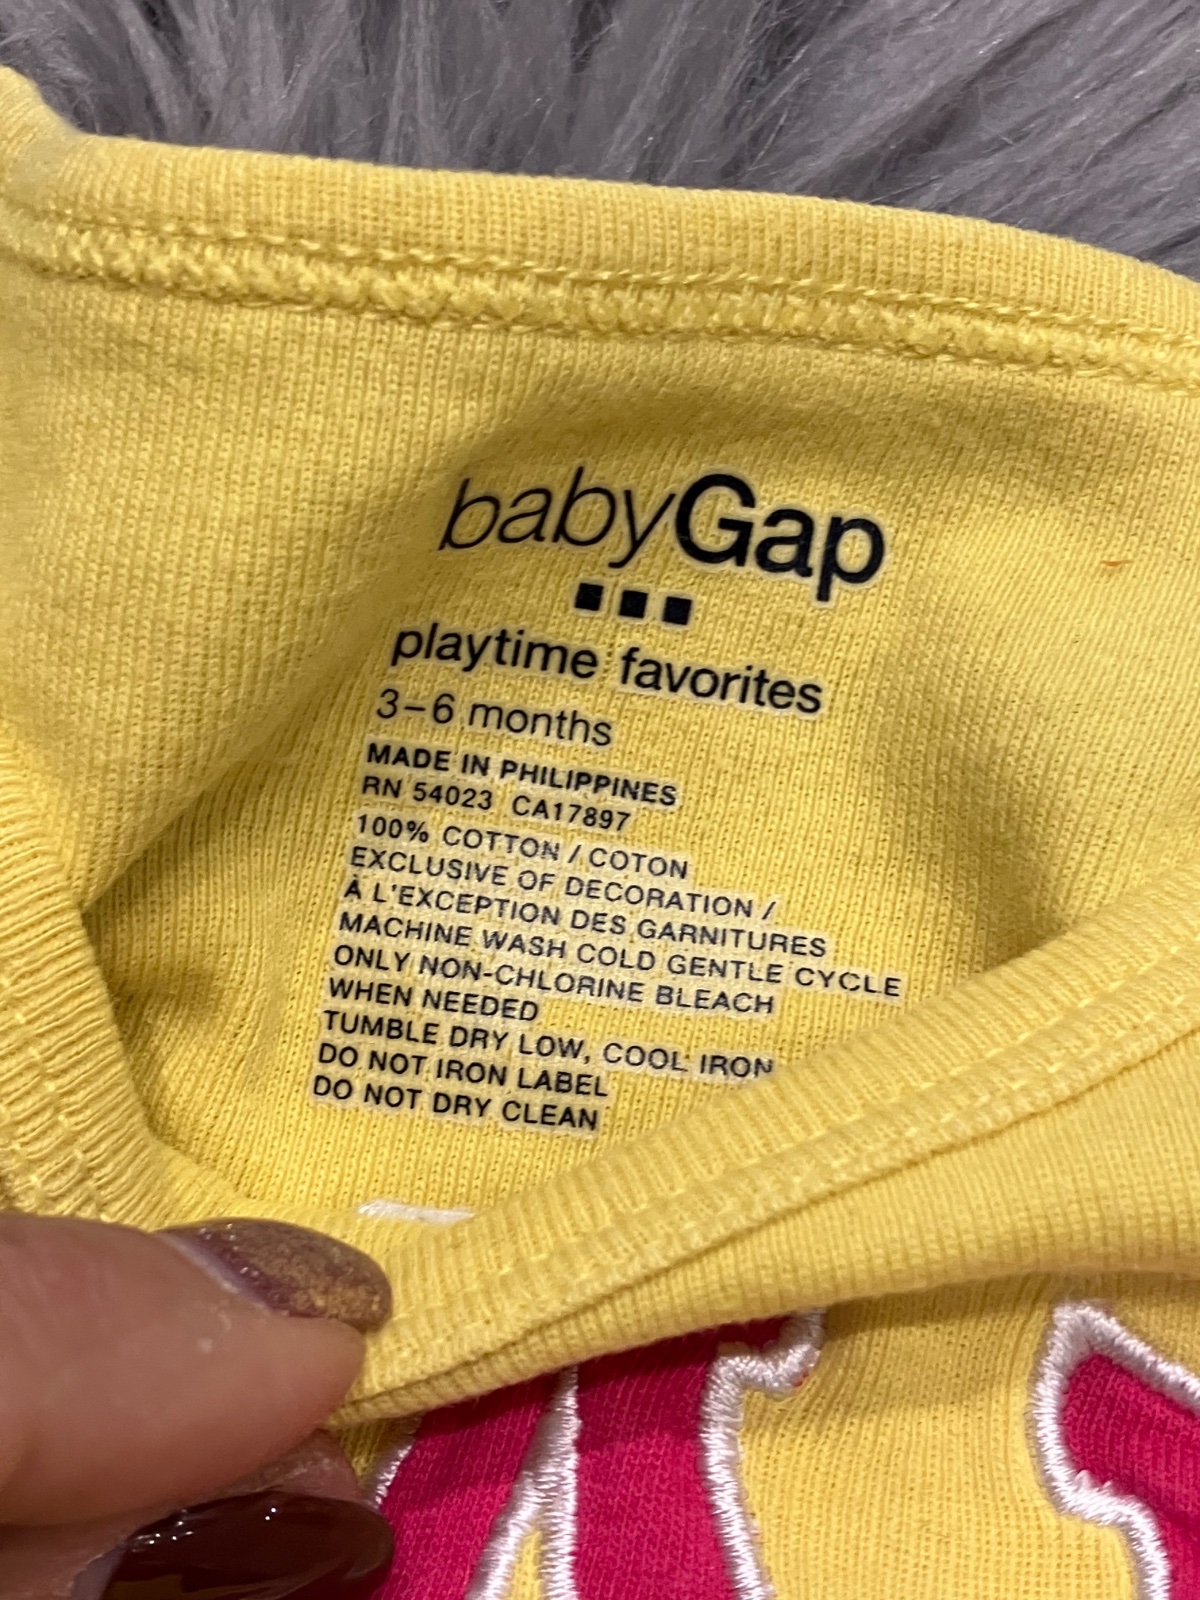 babyGap
playtime favorites
3–6 months
MADE IN PHILIPPINES
RN 54023 CA17897
100% COTTON / COTON
EXCLUSIVE OF DECORATION /
À L'EXCEPTION DES GARNITURES
MACHINE WASH COLD GENTLE CYCLE
ONLY NON-CHLORINE BLEACH
WHEN NEEDED
TUMBLE DRY LOW, COOL IRON
DO NOT IRON LABEL
DO NOT DRY CLEAN